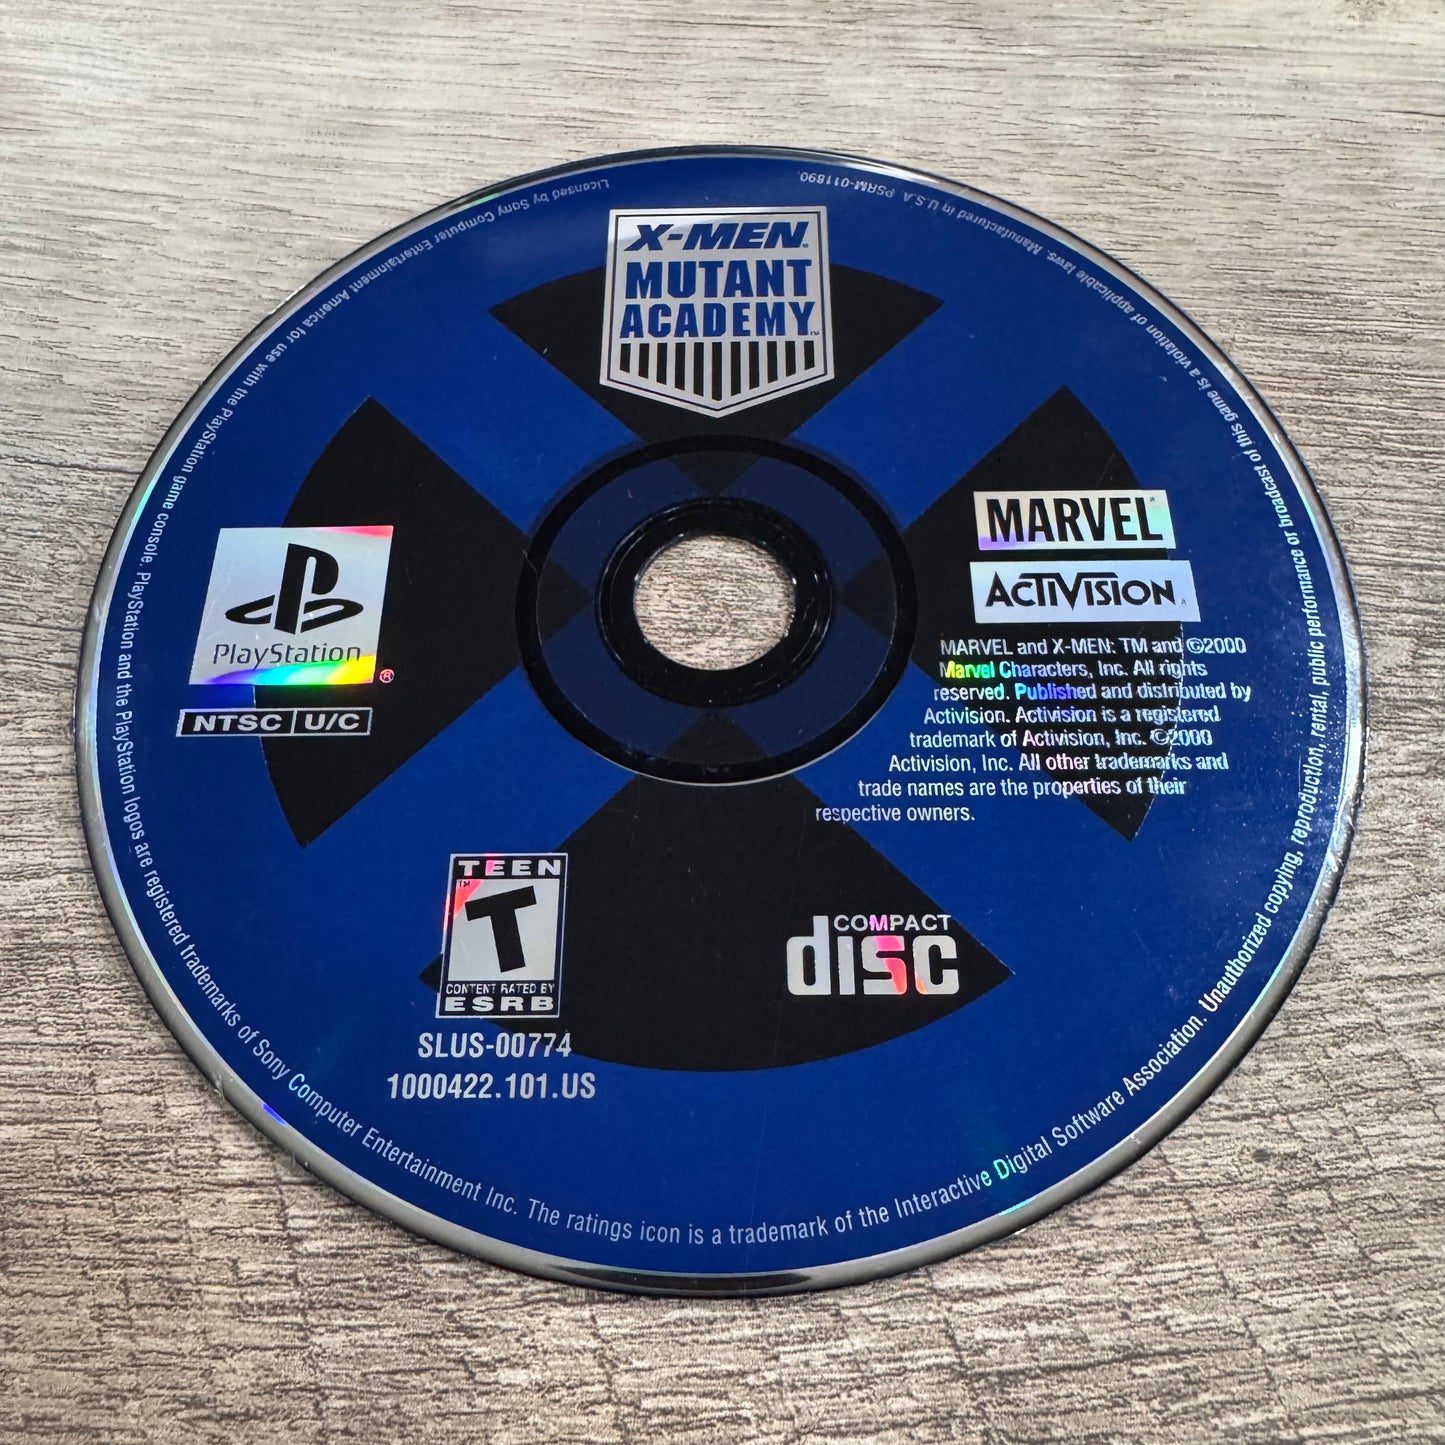 X-MEN®
MUTANT
ACADEMY™
PlayStation®
NTSC | U/C
MARVEL®
ACTIVISION®
MARVEL and X-MEN: TM and ©2000
Marvel Characters, Inc. All rights
reserved. Published and distributed by
Activision. Activision is a registered
trademark of Activision, Inc. ©2000
Activision, Inc. All other trademarks and
trade names are the properties of their
respective owners.
TEEN
T™
CONTENT RATED BY
ESRB
COMPACT
disc
SLUS-00774
1000422.101.US
Licensed by Sony Computer Entertainment America for use with the PlayStation game console. PlayStation and the PlayStation logos are registered trademarks of Sony Computer Entertainment Inc. The ratings icon is a trademark of the Interactive Digital Software Association. Unauthorized copying, reproduction, rental, public performance or broadcast of this game is a violation of applicable laws. Manufactured in U.S.A. PSRM-011890.